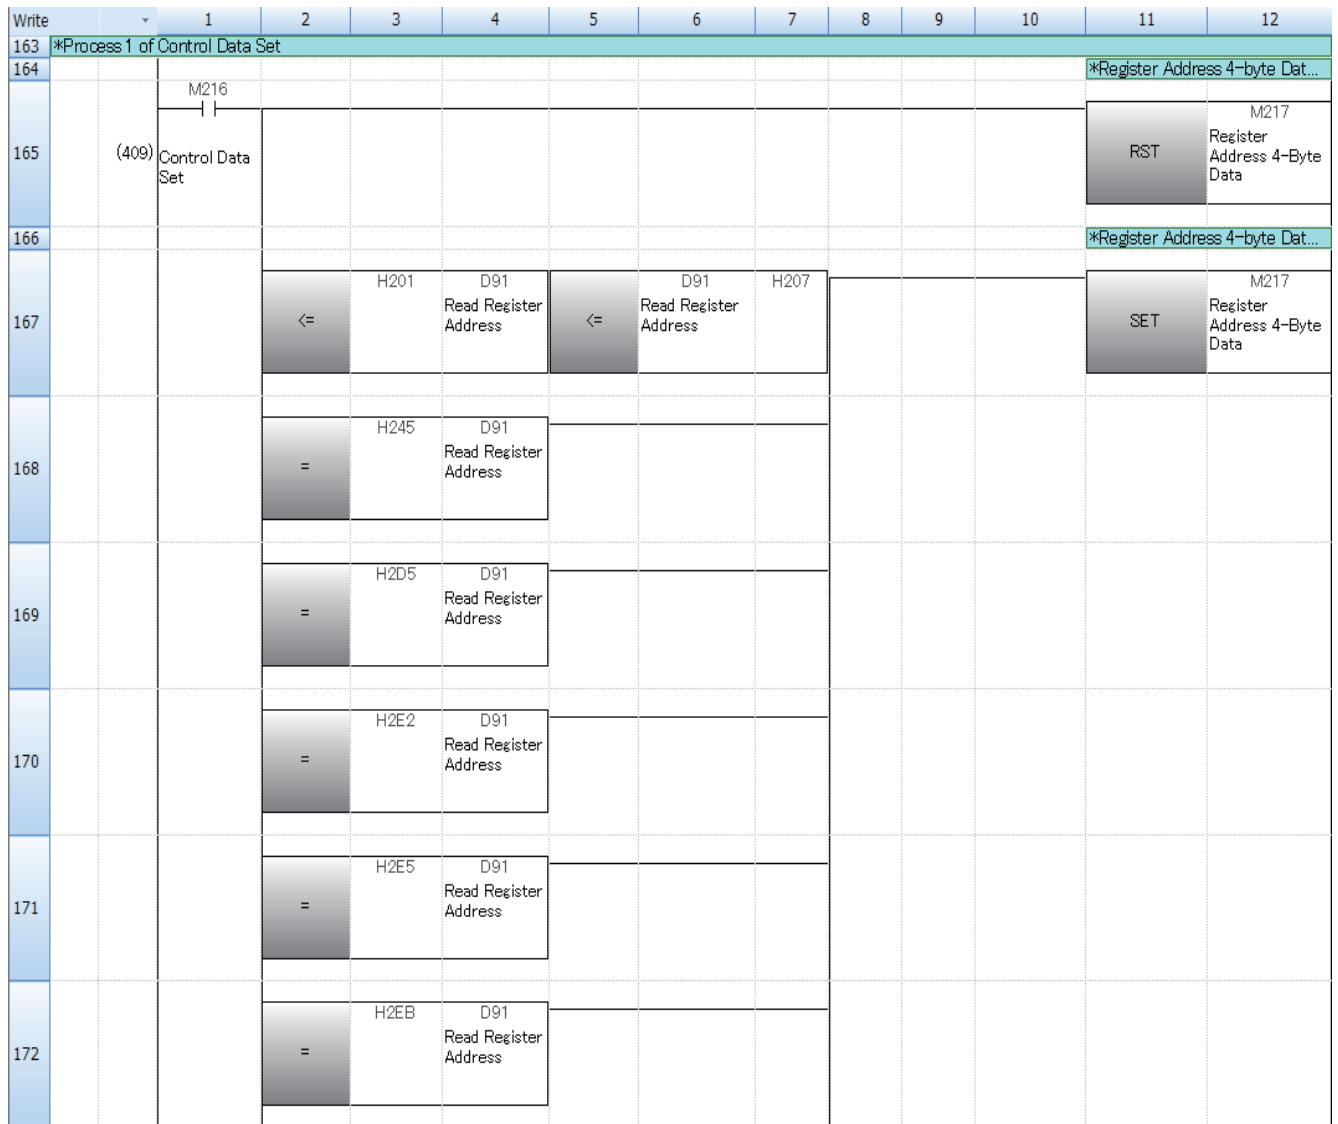 Write 1 2 3 4 5 6 7 8 9 10 11 12
163 *Process 1 of Control Data Set
164 *Register Address 4-byte Dat...
M216
165 (409) Control Data
Set
RST
M217
Register
Address 4-Byte
Data
166 *Register Address 4-byte Dat...
167 <= H201 D91
Read Register
Address
<= D91 H207
Read Register
Address
SET
M217
Register
Address 4-Byte
Data
168 = H245 D91
Read Register
Address
169 = H2D5 D91
Read Register
Address
170 = H2E2 D91
Read Register
Address
171 = H2E5 D91
Read Register
Address
172 = H2EB D91
Read Register
Address